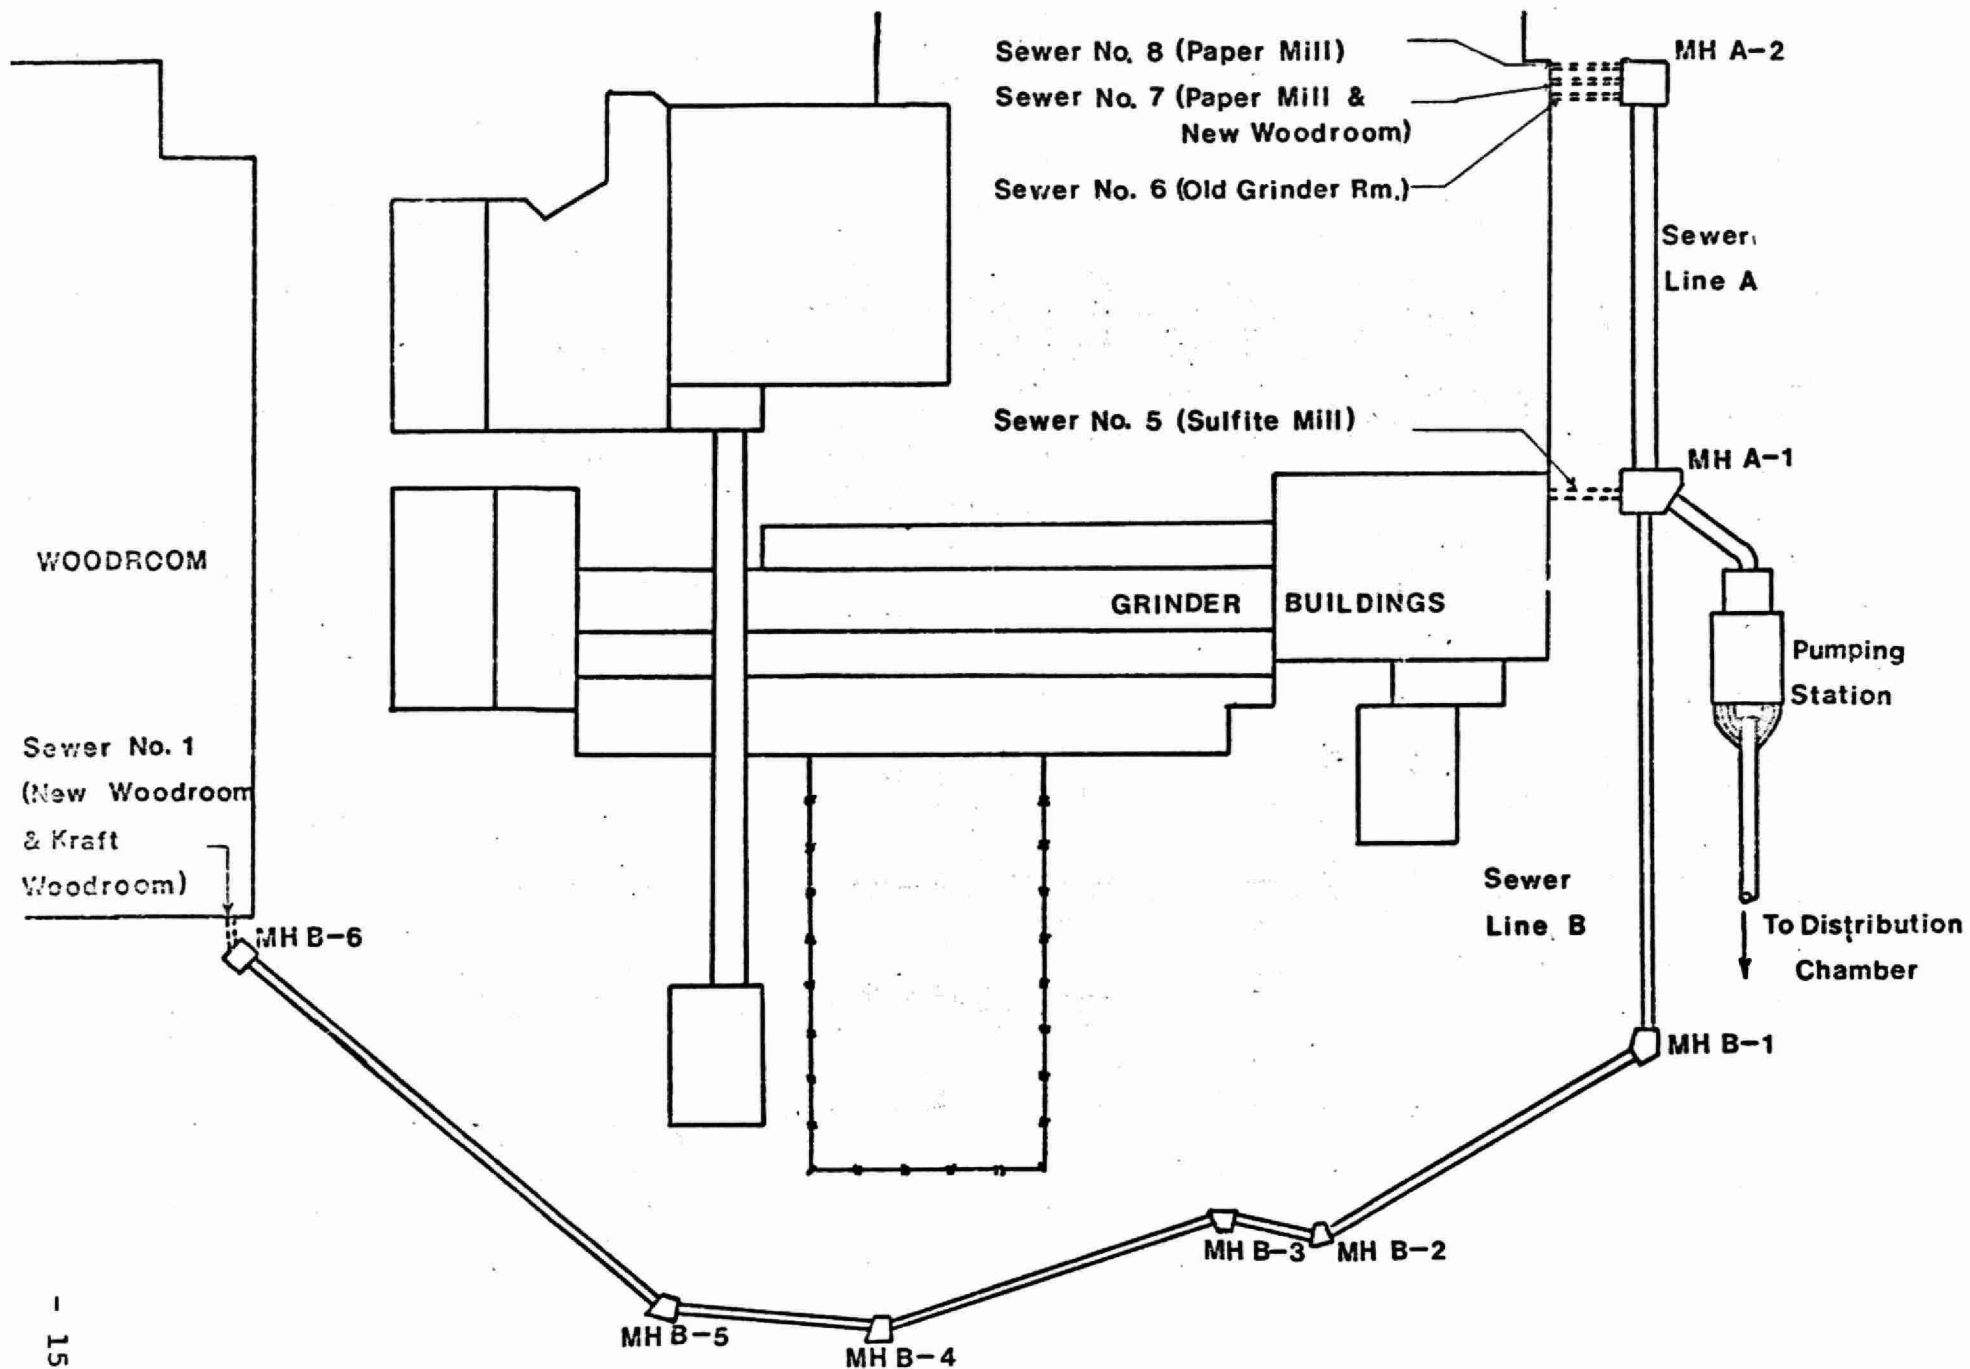 Sewer No. 8 (Paper Mill)
MH A-2
Sewer No. 7 (Paper Mill &
New Woodroom)
Sewer No. 6 (Old Grinder Rm.)
Sewer
Line A
Sewer No. 5 (Sulfite Mill)
MH A-1
WOODROOM
GRINDER BUILDINGS
Pumping
Station
Sewer No. 1
(New Woodroom
& Kraft
Woodroom)
Sewer
Line B
MH B-6
To Distribution
Chamber
MH B-1
MH B-3
MH B-2
MH B-5
MH B-4
- 15